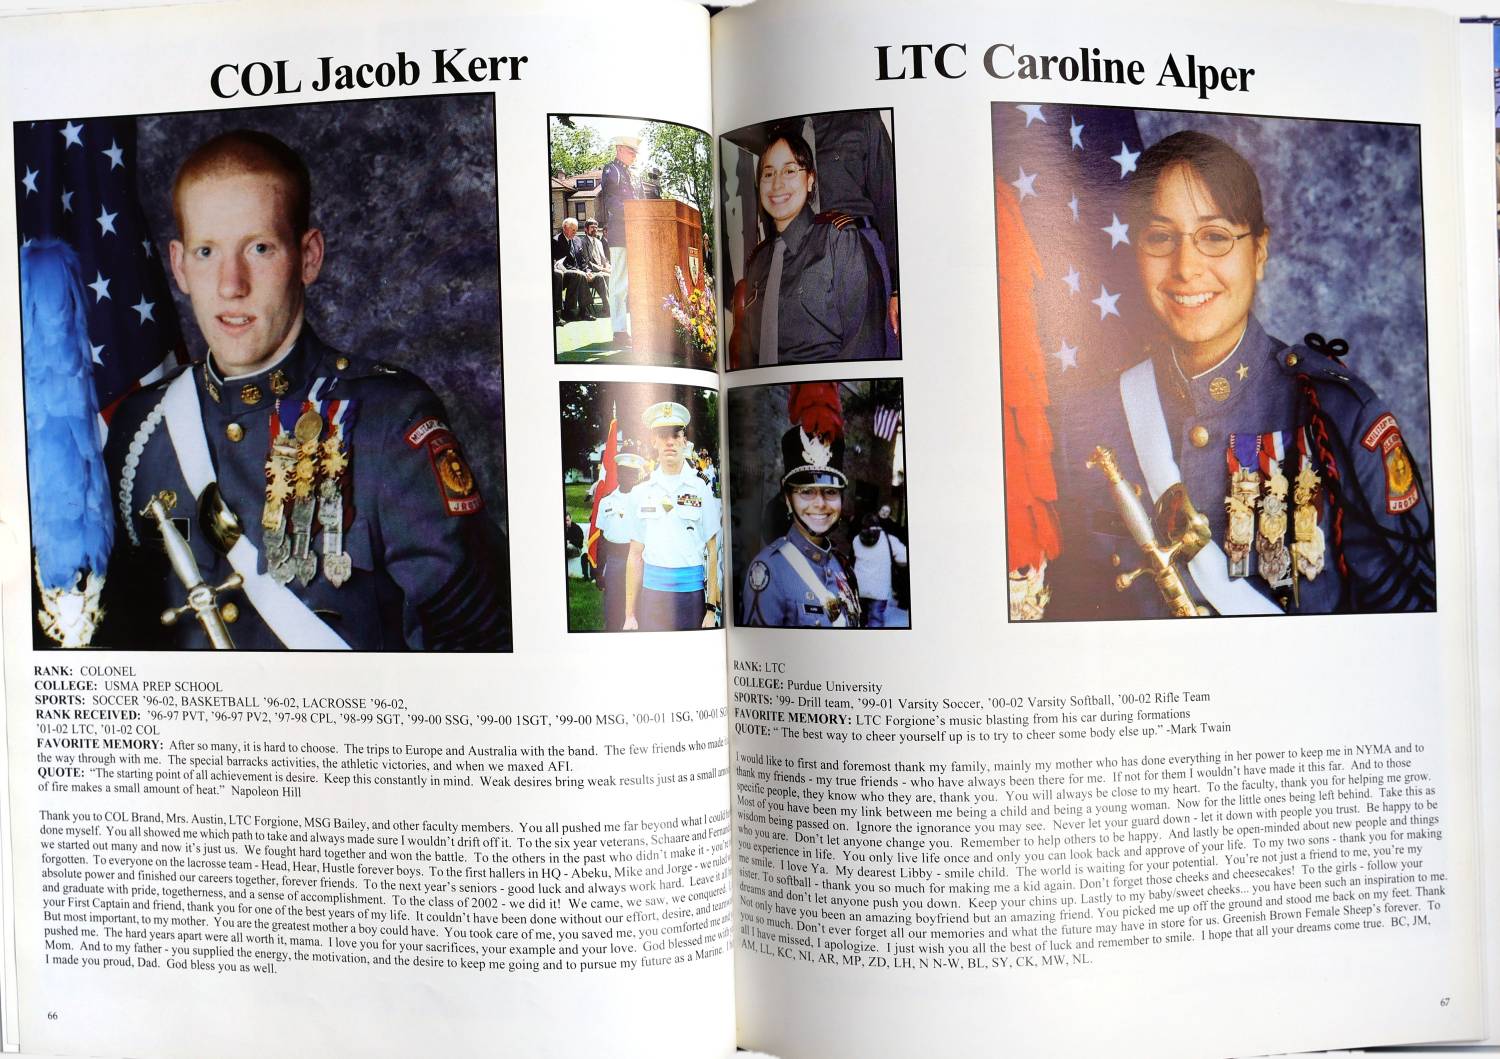 COL Jacob Kerr
RANK: COLONEL
COLLEGE: USMA PREP SCHOOL
SPORTS: SOCCER '96-02, BASKETBALL '96-02, LACROSSE '96-02,
RANK RECEIVED: '96-97 PVT, '96-97 PV2, '97-98 CPL, '98-99 SGT, '99-00 SSG, '99-00 1SGT, '99-00 MSG, '00-01 1SG, '00-01
'01-02 LTC, '01-02 COL
FAVORITE MEMORY: After so many, it is hard to choose. The trips to Europe and Australia with the band. The few friends who made
the way through with me. The special barracks activities, the athletic victories, and when we maxed AFI.
QUOTE: “The starting point of all achievement is desire. Keep this constantly in mind. Weak desires bring weak results just as a small
of fire makes a small amount of heat.” Napoleon Hill
Thank you to COL Brand, Mrs. Austin, LTC Forgione, MSG Bailey, and other faculty members. You all pushed me far beyond what I could
done myself. You all showed me which path to take and always made sure I wouldn't drift off it. To the six year veterans, Schaare and
we started out many and now it's just us. We fought hard together and won the battle. To the others in the past who didn't make it -
forgotten. To everyone on the lacrosse team - Head, Hear, Hustle forever boys. To the first hallers in HQ - Abeku, Mike and Jorge - we
absolute power and finished our careers together, forever friends. To the next year's seniors - good luck and always work hard. Leave it
and graduate with pride, togetherness, and a sense of accomplishment. To the class of 2002 - we did it! We came, we saw, we conquered.
your First Captain and friend, thank you for one of the best years of my life. It couldn't have been done without our effort, desire, and
But most important, to my mother. You are the greatest mother a boy could have. You took care of me, you saved me, you comforted me
pushed me. The hard years apart were all worth it, mama. I love you for your sacrifices, your example and your love. God blessed me
Mom. And to my father - you supplied the energy, the motivation, and the desire to keep me going and to pursue my future as a Marine.
I made you proud, Dad. God bless you as well.
66
LTC Caroline Alper
RANK: LTC
COLLEGE: Purdue University
SPORTS: '99- Drill team, '99-01 Varsity Soccer, '00-02 Varsity Softball, '00-02 Rifle Team
FAVORITE MEMORY: LTC Forgione's music blasting from his car during formations
QUOTE: “ The best way to cheer yourself up is to try to cheer some body else up.” -Mark Twain
I would like to first and foremost thank my family, mainly my mother who has done everything in her power to keep me in NYMA and to
thank my friends - my true friends - who have always been there for me. If not for them I wouldn't have made it this far. And to those
specific people, they know who they are, thank you. You will always be close to my heart. To the faculty, thank you for helping me grow.
Most of you have been my link between me being a child and being a young woman. Now for the little ones being left behind. Take this as
wisdom being passed on. Ignore the ignorance you may see. Never let your guard down - let it down with people you trust. Be happy to be
who you are. Don't let anyone change you. Remember to help others to be happy. And lastly be open-minded about new people and things
you experience in life. You only live life once and only you can look back and approve of your life. To my two sons - thank you for making
me smile. I love Ya. My dearest Libby - smile child. The world is waiting for your potential. You're not just a friend to me, you're my
sister. To softball - thank you so much for making me a kid again. Don't forget those cheeks and cheesecakes! To the girls - follow your
dreams and don't let anyone push you down. Keep your chins up. Lastly to my baby/sweet cheeks... you have been such an inspiration to me.
Not only have you been an amazing boyfriend but an amazing friend. You picked me up off the ground and stood me back on my feet. Thank
you so much. Don't ever forget all our memories and what the future may have in store for us. Greenish Brown Female Sheep's forever. To
all I have missed, I apologize. I just wish you all the best of luck and remember to smile. I hope that all your dreams come true. BC, JM,
AM, LL, KC, NI, AR, MP, ZD, LH, N N-W, BL, SY, CK, MW, NL.
67